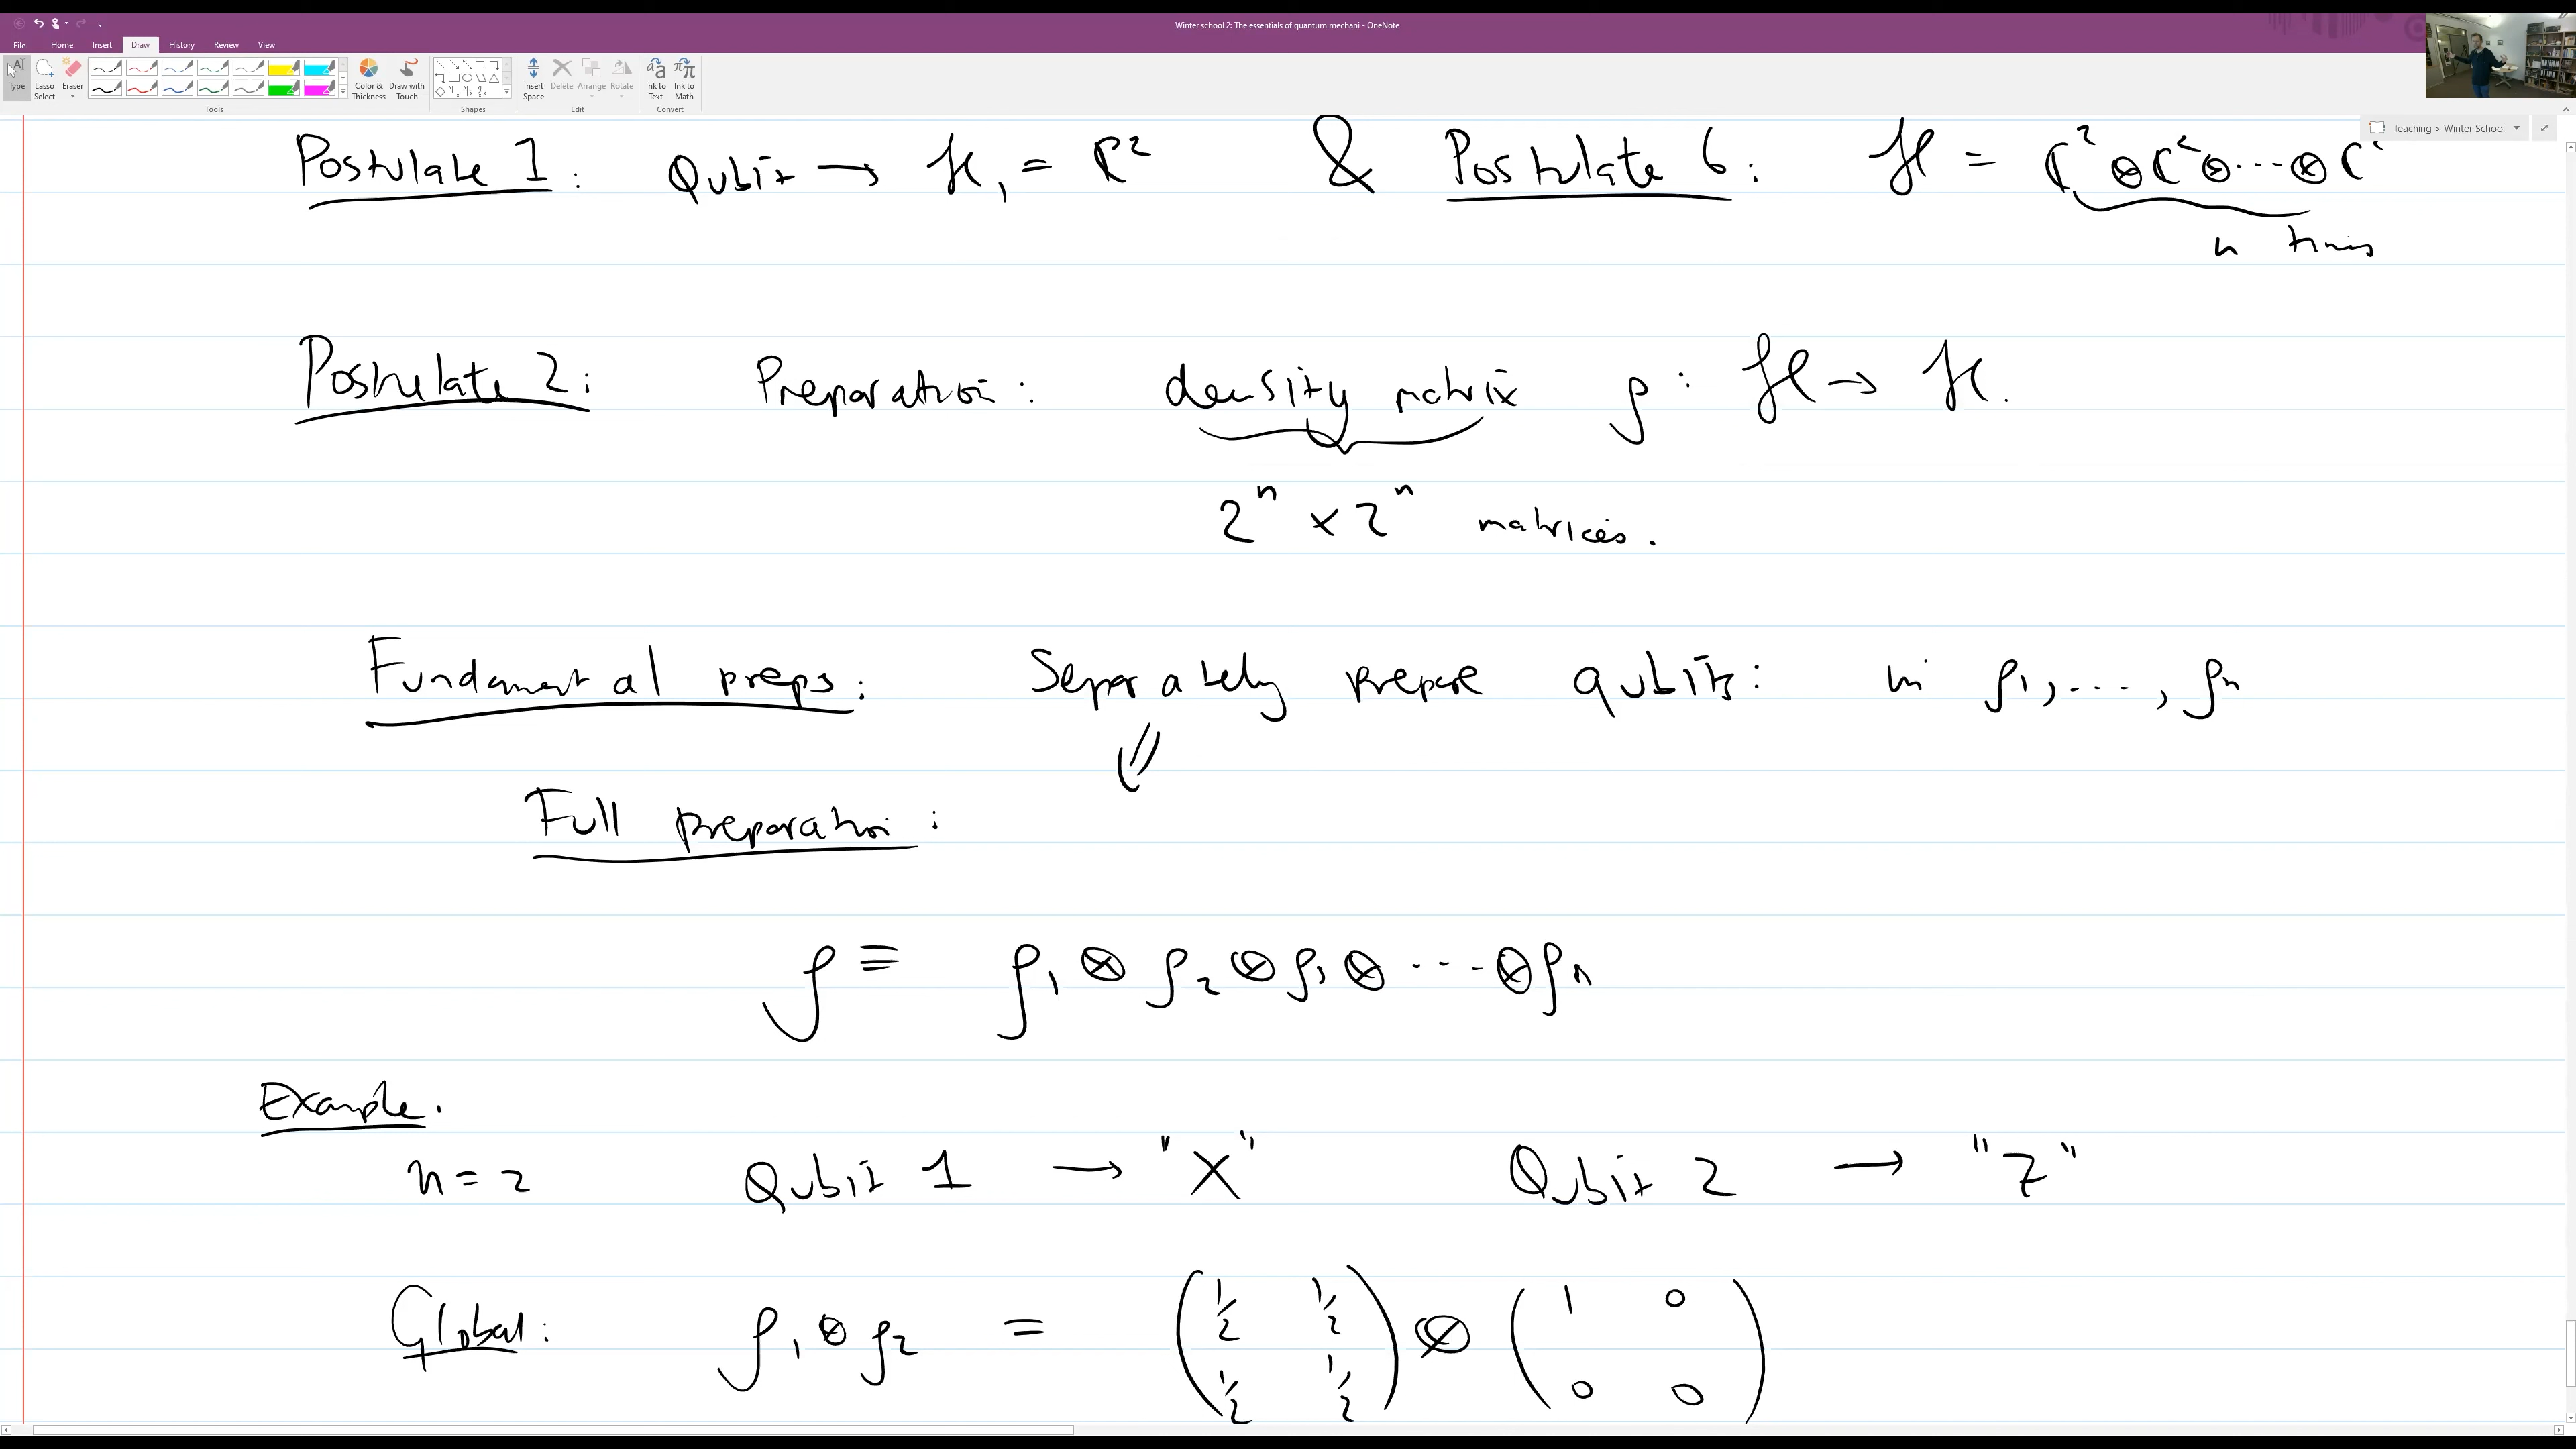 Winter school 2: The essentials of quantum mechani - OneNote
File Home Insert Draw History Review View
Type Lasso Select Eraser Color & Thickness Draw with Touch Insert Space Delete Arrange Rotate Ink to Text Ink to Math
Tools Shapes Edit Convert
Teaching > Winter School
Postulate 1: Qubit → ℋ₁ = ℂ² & Postulate 6: ℋ = ℂ² ⊗ ℂ² ⊗ ··· ⊗ ℂ²
n times
Postulate 2: Preparation: density matrix ρ: ℋ → ℋ.
2ⁿ × 2ⁿ matrices.
Fundamental preps: Separately prepare qubits: in ρ₁, ...., ρₙ
⇓
Full preparation:
ρ ≡ ρ₁ ⊗ ρ₂ ⊗ ρ₃ ⊗ ··· ⊗ ρₙ
Example.
n = 2 Qubit 1 → "X" Qubit 2 → "Z"
Global: ρ₁ ⊗ ρ₂ = ( 1/2 1/2 ; 1/2 1/2 ) ⊗ ( 1 0 ; 0 0 )